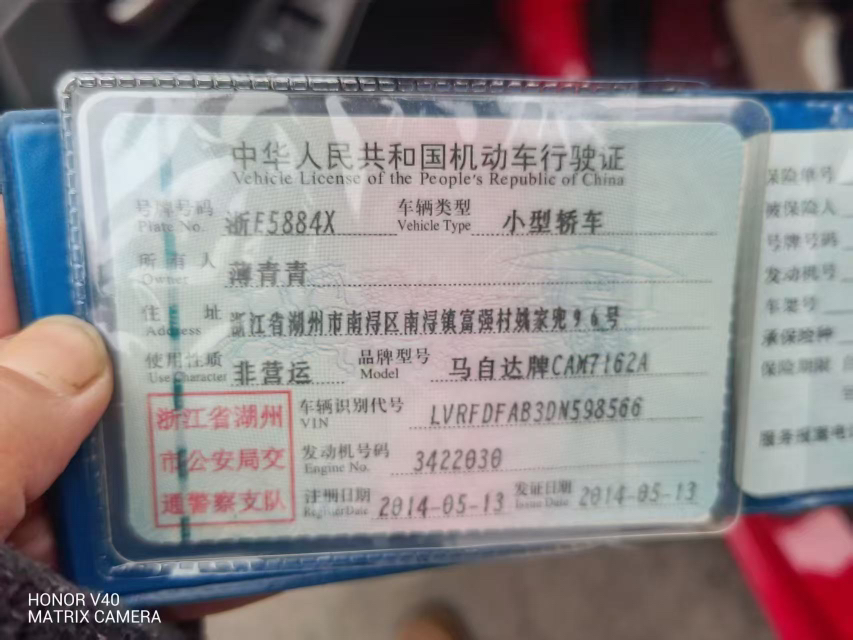 中华人民共和国机动车行驶证
Vehicle License of the People's Republic of China
号牌号码 浙E5884X 车辆类型 小型轿车
Plate No. Vehicle Type
所有人 薄青青
Owner
住址 浙江省湖州市南浔区南浔镇富强村姚家兜96号
Address
使用性质 非营运 品牌型号 马自达牌CAM7162A
Use Character Model
浙江省湖州
市公安局交
通警察支队
车辆识别代号 LVRFDFAB3DN598566
VIN
发动机号码 3422030
Engine No.
注册日期 2014-05-13 发证日期 2014-05-13
Register Date Issue Date
保险单号
被保险人
号牌号码
发动机号
车架号
承保险种
保险期限
服务报案电
HONOR V40
MATRIX CAMERA